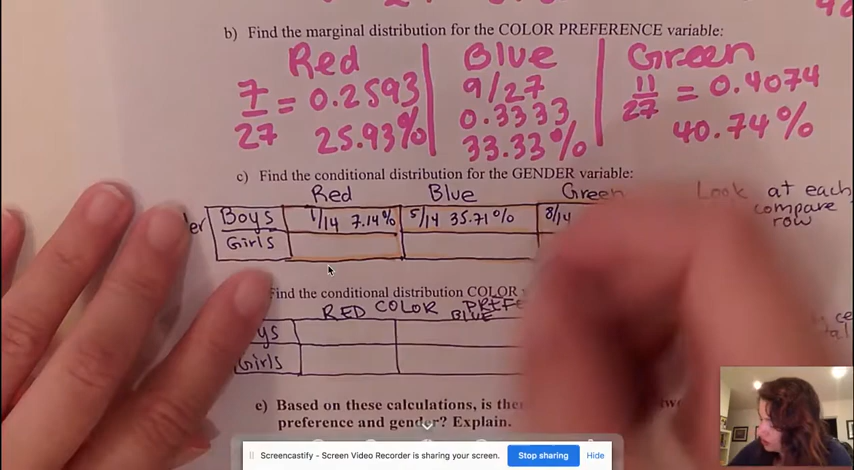 b) Find the marginal distribution for the COLOR PREFERENCE variable:
Red Blue Green
7/27 = 0.2593 9/27 11/27 = 0.4074
25.93% 0.3333 40.74%
33.33%
c) Find the conditional distribution for the GENDER variable:
Red Blue Green Look at each
Boys 1/14 7.14% 5/14 35.71% 8/14 compare
Girls row
Find the conditional distribution COLOR
RED COLOR
BLUE
Girls
e) Based on these calculations, is
preference and gender? Explain.
Screencastify - Screen Video Recorder is sharing your screen. Stop sharing Hide